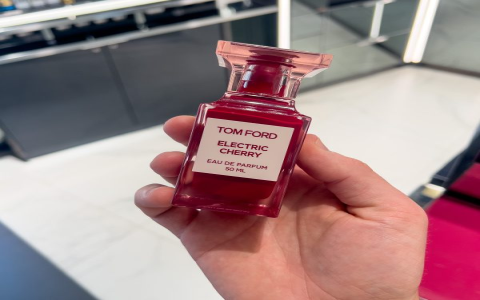 TOM FORD
ELECTRIC
CHERRY
EAU DE PARFUM
50 ML